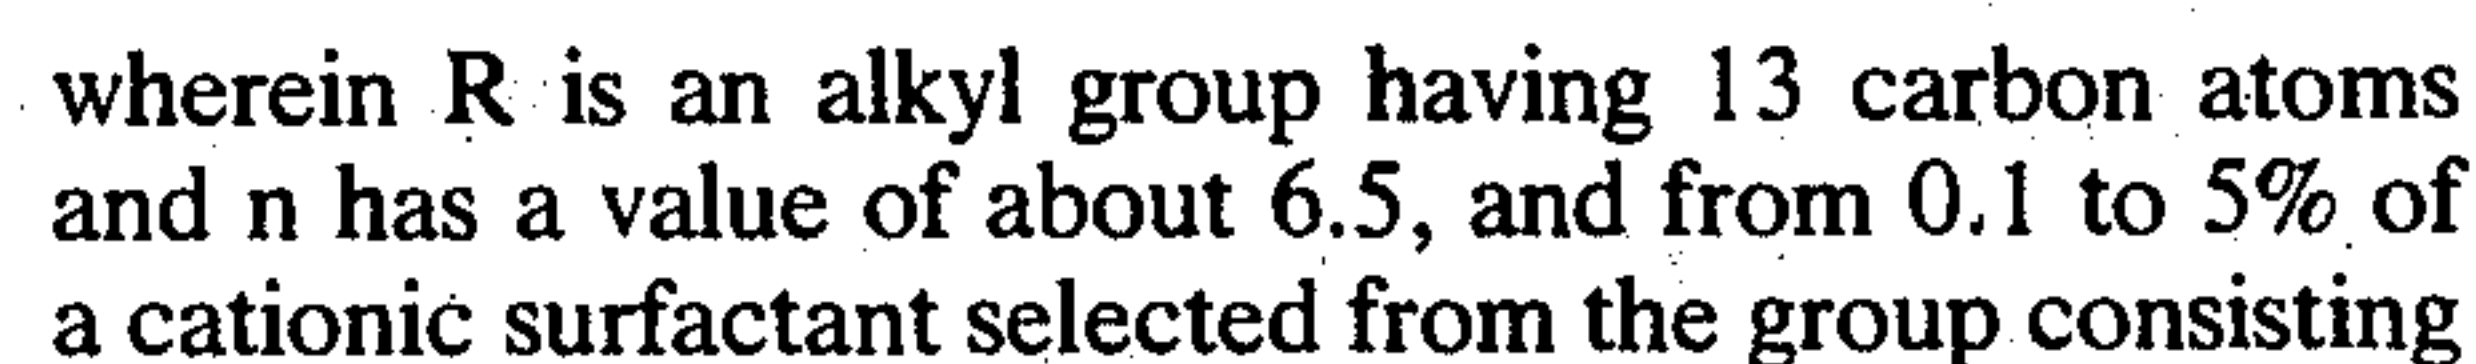 wherein R is an alkyl group having 13 carbon atoms
and n has a value of about 6.5, and from 0.1 to 5% of
a cationic surfactant selected from the group consisting